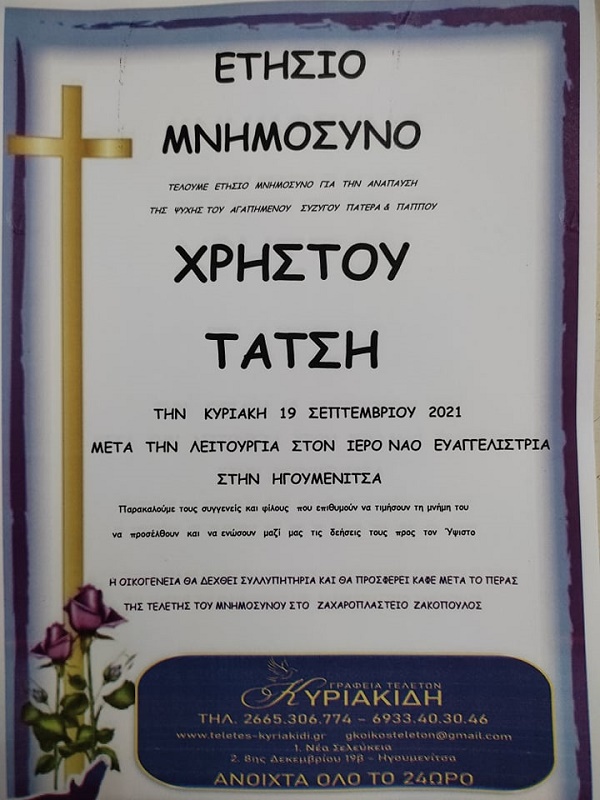 ΕΤΗΣΙΟ
ΜΝΗΜΟΣΥΝΟ
ΤΕΛΟΥΜΕ ΕΤΗΣΙΟ ΜΝΗΜΟΣΥΝΟ ΓΙΑ ΤΗΝ ΑΝΑΠΑΥΣΗ
ΤΗΣ ΨΥΧΗΣ ΤΟΥ ΑΓΑΠΗΜΕΝΟΥ ΣΥΖΥΓΟΥ ΠΑΤΕΡΑ & ΠΑΠΠΟΥ
ΧΡΗΣΤΟΥ
ΤΑΤΣΗ
ΤΗΝ ΚΥΡΙΑΚΗ 19 ΣΕΠΤΕΜΒΡΙΟΥ 2021
ΜΕΤΑ ΤΗΝ ΛΕΙΤΟΥΡΓΙΑ ΣΤΟΝ ΙΕΡΟ ΝΑΟ ΕΥΑΓΓΕΛΙΣΤΡΙΑ
ΣΤΗΝ ΗΓΟΥΜΕΝΙΤΣΑ
Παρακαλούμε τους συγγενείς και φίλους που επιθυμούν να τιμήσουν τη μνήμη του
να προσέλθουν και να ενώσουν μαζί μας τις δεήσεις τους προς τον Ύψιστο
Η ΟΙΚΟΓΕΝΕΙΑ ΘΑ ΔΕΧΘΕΙ ΣΥΛΛΥΠΗΤΗΡΙΑ ΚΑΙ ΘΑ ΠΡΟΣΦΕΡΕΙ ΚΑΦΕ ΜΕΤΑ ΤΟ ΠΕΡΑΣ
ΤΗΣ ΤΕΛΕΤΗΣ ΤΟΥ ΜΝΗΜΟΣΥΝΟΥ ΣΤΟ ΖΑΧΑΡΟΠΛΑΣΤΕΙΟ ΖΑΚΟΠΟΥΛΟΣ
ΓΡΑΦΕΙΑ ΤΕΛΕΤΩΝ
ΚΥΡΙΑΚΙΔΗ
ΤΗΛ. 2665.306.774 - 6933.40.30.46
www.teletes-kyriakidi.gr gkoikosteleton@gmail.com
1. Νέα Σελεύκεια
2. 8ης Δεκεμβρίου 19β - Ηγουμενίτσα
ΑΝΟΙΧΤΑ ΟΛΟ ΤΟ 24ΩΡΟ